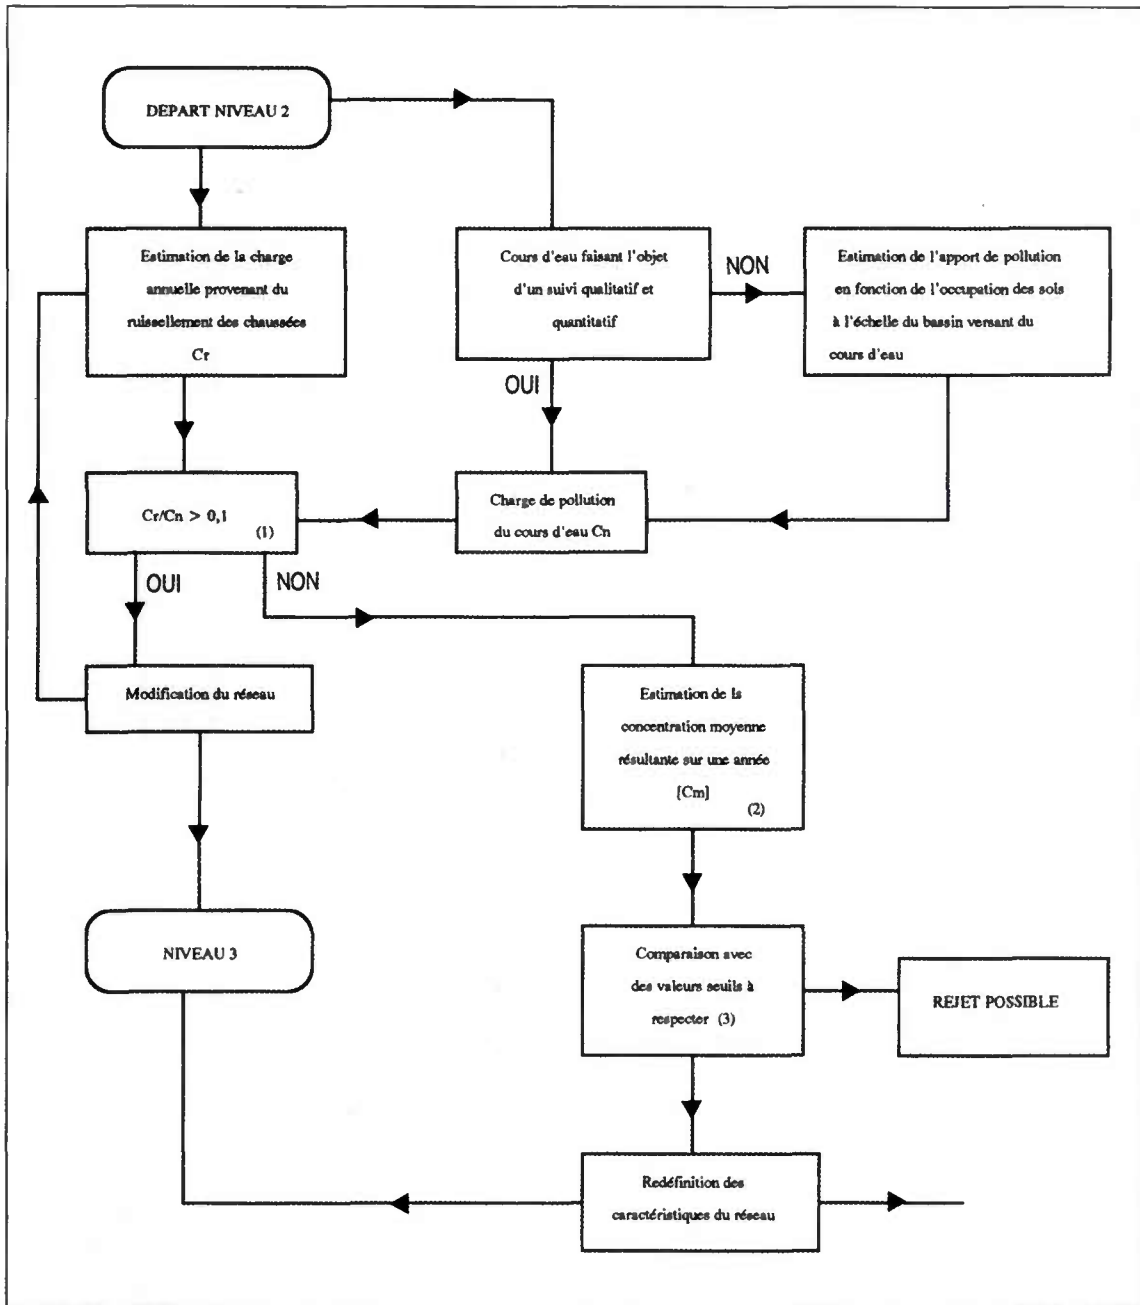 DEPART NIVEAU 2
Estimation de la charge
annuelle provenant du
ruissellement des chaussées
Cr
Cours d'eau faisant l'objet
d'un suivi qualitatif et
quantitatif
NON
Estimation de l'apport de pollution
en fonction de l'occupation des sols
à l'échelle du bassin versant du
cours d'eau
OUI
Cr/Cn > 0,1
(1)
Charge de pollution
du cours d'eau Cn
OUI
NON
Modification du réseau
Estimation de la
concentration moyenne
résultante sur une année
[Cm]
(2)
NIVEAU 3
Comparaison avec
des valeurs seuils à
respecter (3)
REJET POSSIBLE
Redéfinition des
caractéristiques du réseau